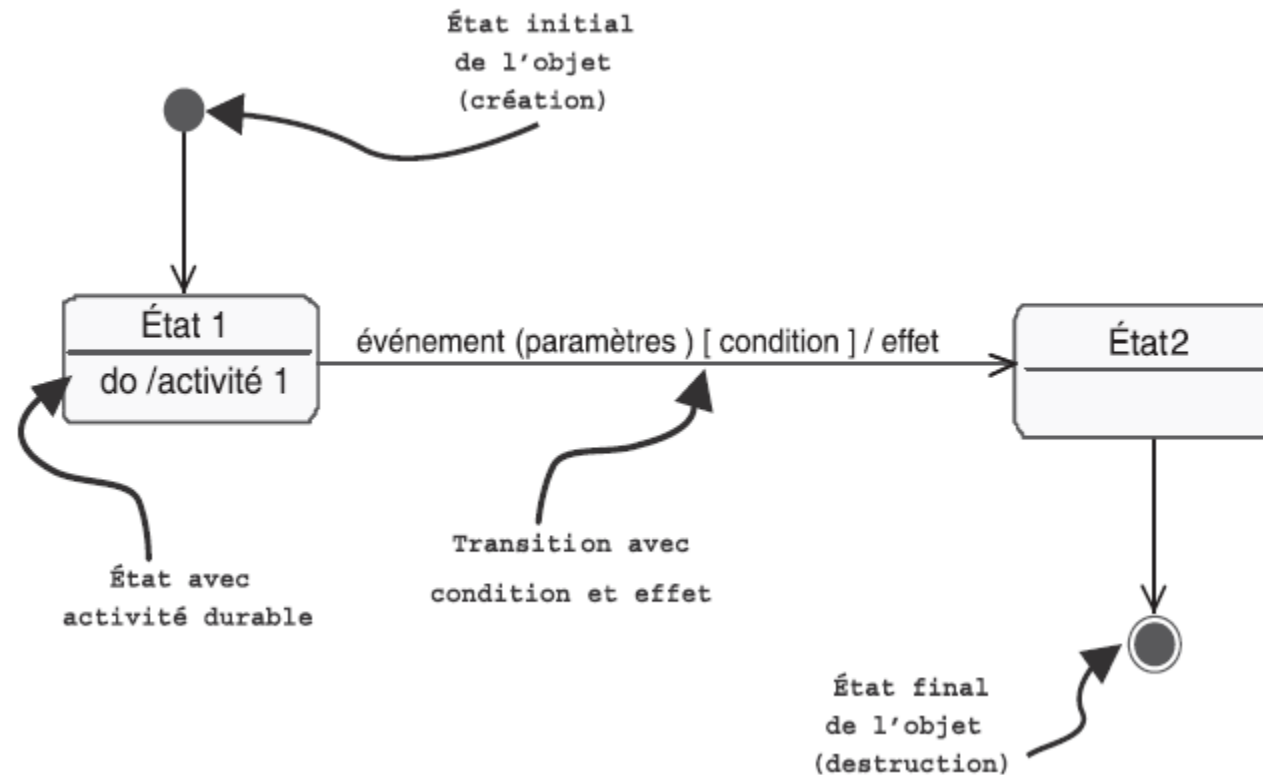 État initial
de l'objet
(création)
État 1
do /activité 1
événement (paramètres ) [ condition ] / effet
État2
Transition avec
condition et effet
État avec
activité durable
État final
de l'objet
(destruction)